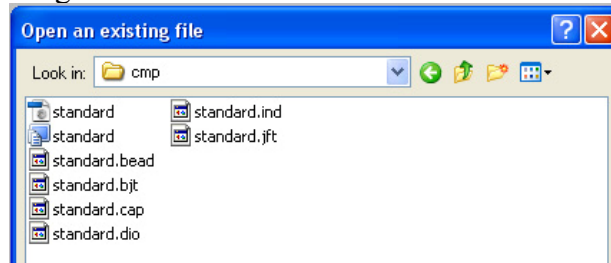 Open an existing file
Look in: cmp
standard standard.ind
standard standard.jft
standard.bead
standard.bjt
standard.cap
standard.dio